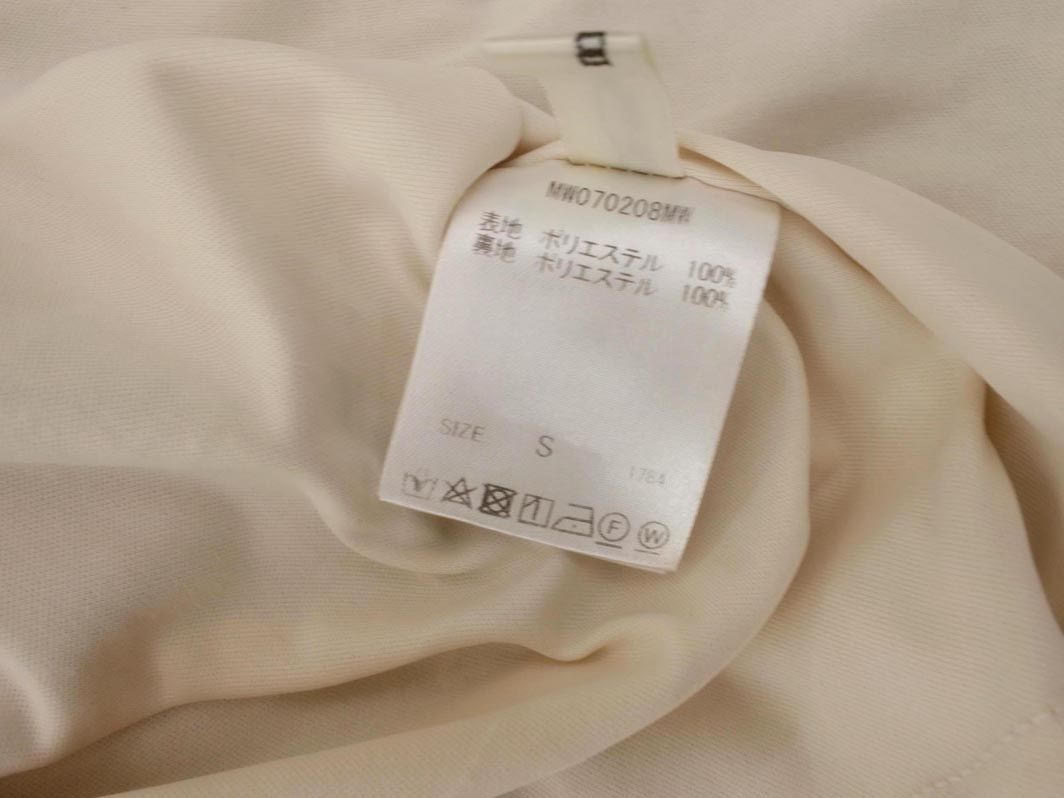 MW070208MW
表地 ポリエステル 100%
裏地 ポリエステル 100%
SIZE S
1784
F W